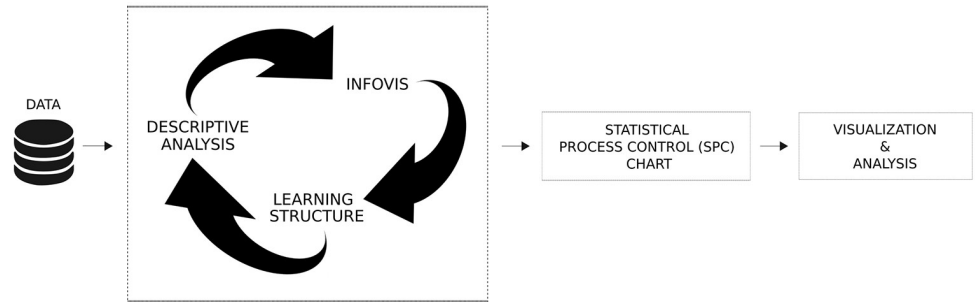 DATA
DESCRIPTIVE
ANALYSIS
INFOVIS
LEARNING
STRUCTURE
STATISTICAL
PROCESS CONTROL (SPC)
CHART
VISUALIZATION
&
ANALYSIS